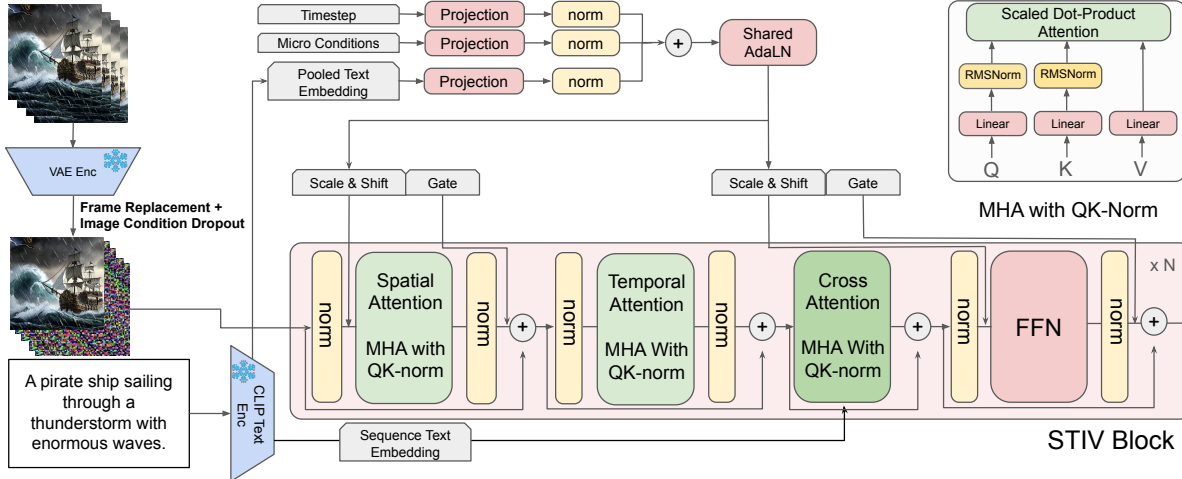 Timestep
Projection
norm
Micro Conditions
Projection
norm
Pooled Text
Embedding
Projection
norm
+
Shared
AdaLN
Scaled Dot-Product
Attention
RMSNorm
RMSNorm
Linear
Linear
Linear
Q
K
V
MHA with QK-Norm
VAE Enc
Frame Replacement +
Image Condition Dropout
Scale & Shift
Gate
Scale & Shift
Gate
norm
Spatial
Attention
MHA with
QK-norm
norm
+
norm
Temporal
Attention
MHA With
QK-norm
norm
+
Cross
Attention
MHA With
QK-norm
+
norm
FFN
norm
+
x N
STIV Block
A pirate ship sailing
through a
thunderstorm with
enormous waves.
CLIP Text
Enc
Sequence Text
Embedding